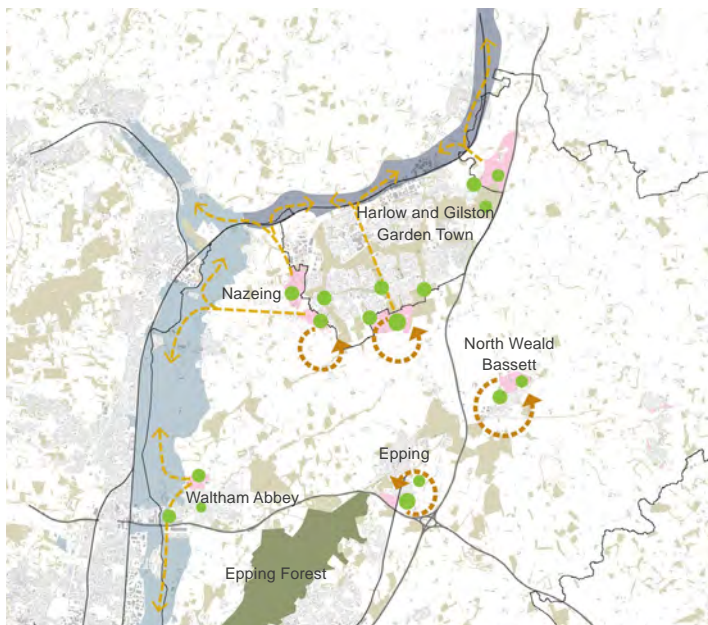 Harlow and Gilston
Garden Town
Nazeing
North Weald
Bassett
Epping
Waltham Abbey
Epping Forest